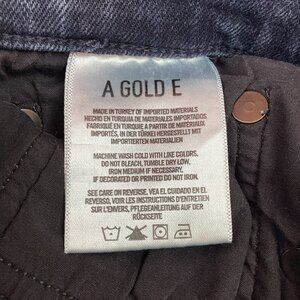 A GOLD E
MADE IN TURKEY OF IMPORTED MATERIALS
HECHO EN TURQUIA DE MATERIALES IMPORTADOS
FABRIQUÉ EN TURQUIE A PARTIR DE MATÉRIAUX
IMPORTÉS, IN DER TÜRKEI HERGESTELLT MIT
IMPORTIERTEN MATERIALIEN
MACHINE WASH COLD WITH LIKE COLORS.
DO NOT BLEACH, TUMBLE DRY LOW,
IRON MEDIUM IF NECESSARY.
IF DECORATED OR PRINTED DO NOT IRON.
SEE CARE ON REVERSE, VEA EL CUIDADO EN EL
REVERSO, VOIR LES INSTRUCTIONS D'ENTRETIEN
SUR L'ENVERS, PFLEGEANLEITUNG AUF DER
RÜCKSEITE